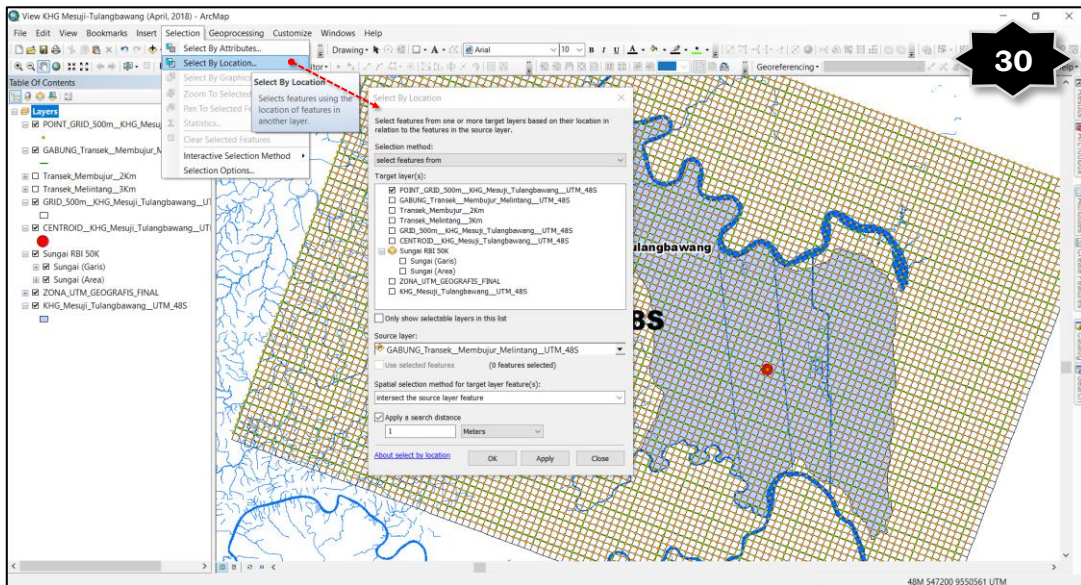 View KHG Mesuji-Tulangbawang (April, 2018) - ArcMap
File Edit View Bookmarks Insert Selection Geoprocessing Customize Windows Help
30
Drawing Arial 10 B I U A
Georeferencing
Table Of Contents
Layers
POINT_GRID_500m__KHG_Mesuj
GABUNG_Transek__Membujur_M
Transek_Membujur__2Km
Transek_Melintang__3Km
GRID_500m__KHG_Mesuji_Tulangbawang__UT
CENTROID__KHG_Mesuji_Tulangbawang__UTI
Sungai RBI 50K
Sungai (Garis)
Sungai (Area)
ZONA_UTM_GEOGRAFIS_FINAL
KHG_Mesuji_Tulangbawang__UTM_48S
Select By Attributes...
Select By Location...
Select By Graphics
Zoom To Selected
Pan To Selected Fe
Statistics...
Clear Selected Features
Interactive Selection Method
Selection Options...
Select By Location
Selects features using the
location of features in
another layer.
Select By Location
Select features from one or more target layers based on their location in
relation to the features in the source layer.
Selection method:
select features from
Target layer(s):
POINT_GRID_500m__KHG_Mesuji_Tulangbawang__UTM_48S
GABUNG_Transek__Membujur_Melintang__UTM_48S
Transek_Membujur__2Km
Transek_Melintang__3Km
GRID_500m__KHG_Mesuji_Tulangbawang__UTM_48S
CENTROID__KHG_Mesuji_Tulangbawang__UTM_48S
Sungai RBI 50K
Sungai (Garis)
Sungai (Area)
ZONA_UTM_GEOGRAFIS_FINAL
KHG_Mesuji_Tulangbawang__UTM_48S
Only show selectable layers in this list
Source layer:
GABUNG_Transek__Membujur_Melintang__UTM_48S
Use selected features (0 features selected)
Spatial selection method for target layer feature(s):
intersect the source layer feature
Apply a search distance
1 Meters
About select by location OK Apply Close
ulangbawang
8S
48M 547200 9550561 UTM